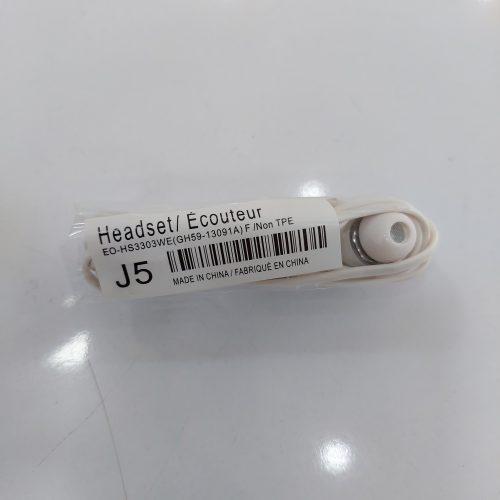 Headset/ Écouteur
EO-HS3303WE(GH59-13091A) F /Non TPE
J5
MADE IN CHINA / FABRIQUÉ EN CHINA